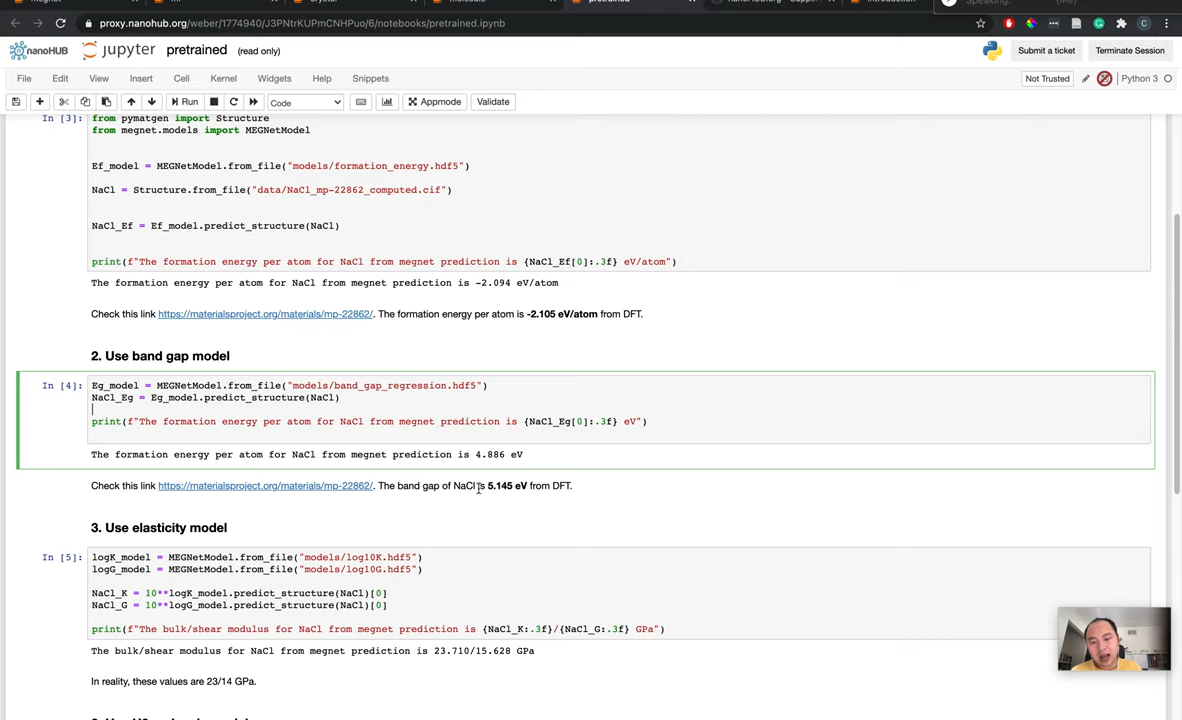 proxy.nanohub.org/weber/1774940/J3PNtrKUPmCNHPuo/6/notebooks/pretrained.ipynb
nanoHUB jupyter pretrained (read only) Submit a ticket Terminate Session
File Edit View Insert Cell Kernel Widgets Help Snippets Not Trusted Python 3
Run Code Appmode Validate
In [3]: from pymatgen import Structure
from megnet.models import MEGNetModel
Ef_model = MEGNetModel.from_file("models/formation_energy.hdf5")
NaCl = Structure.from_file("data/NaCl_mp-22862_computed.cif")
NaCl_Ef = Ef_model.predict_structure(NaCl)
print(f"The formation energy per atom for NaCl from megnet prediction is {NaCl_Ef[0]:.3f} eV/atom")
The formation energy per atom for NaCl from megnet prediction is -2.094 eV/atom
Check this link https://materialsproject.org/materials/mp-22862/. The formation energy per atom is -2.105 eV/atom from DFT.
2. Use band gap model
In [4]: Eg_model = MEGNetModel.from_file("models/band_gap_regression.hdf5")
NaCl_Eg = Eg_model.predict_structure(NaCl)
print(f"The formation energy per atom for NaCl from megnet prediction is {NaCl_Eg[0]:.3f} eV")
The formation energy per atom for NaCl from megnet prediction is 4.886 eV
Check this link https://materialsproject.org/materials/mp-22862/. The band gap of NaCl is 5.145 eV from DFT.
3. Use elasticity model
In [5]: logK_model = MEGNetModel.from_file("models/log10K.hdf5")
logG_model = MEGNetModel.from_file("models/log10G.hdf5")
NaCl_K = 10**logK_model.predict_structure(NaCl)[0]
NaCl_G = 10**logG_model.predict_structure(NaCl)[0]
print(f"The bulk/shear modulus for NaCl from megnet prediction is {NaCl_K:.3f}/{NaCl_G:.3f} GPa")
The bulk/shear modulus for NaCl from megnet prediction is 23.710/15.628 GPa
In reality, these values are 23/14 GPa.